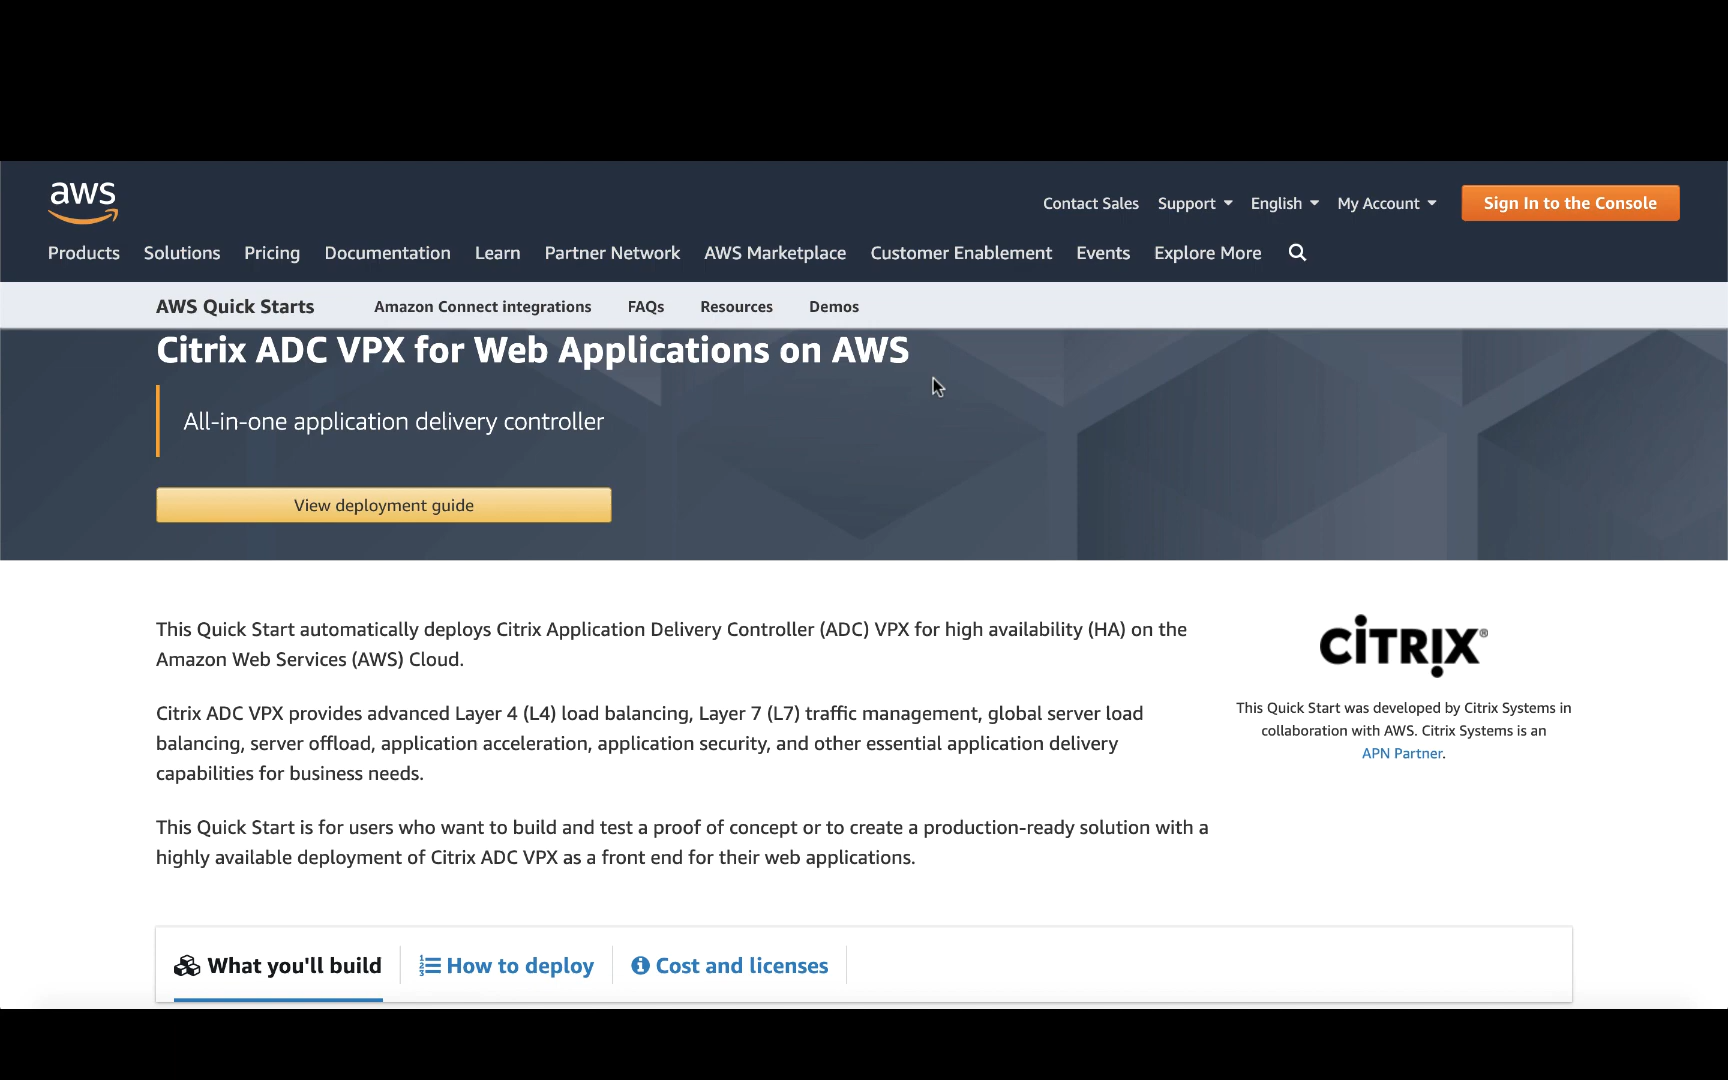 aws
Contact Sales Support English My Account Sign In to the Console
Products Solutions Pricing Documentation Learn Partner Network AWS Marketplace Customer Enablement Events Explore More
AWS Quick Starts Amazon Connect integrations FAQs Resources Demos
Citrix ADC VPX for Web Applications on AWS
All-in-one application delivery controller
View deployment guide
This Quick Start automatically deploys Citrix Application Delivery Controller (ADC) VPX for high availability (HA) on the
Amazon Web Services (AWS) Cloud.
Citrix ADC VPX provides advanced Layer 4 (L4) load balancing, Layer 7 (L7) traffic management, global server load
balancing, server offload, application acceleration, application security, and other essential application delivery
capabilities for business needs.
This Quick Start is for users who want to build and test a proof of concept or to create a production-ready solution with a
highly available deployment of Citrix ADC VPX as a front end for their web applications.
CITRIX®
This Quick Start was developed by Citrix Systems in
collaboration with AWS. Citrix Systems is an
APN Partner.
What you'll build How to deploy Cost and licenses